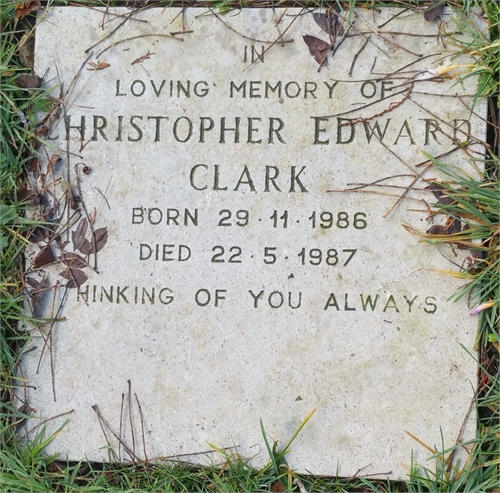 IN
LOVING MEMORY OF
CHRISTOPHER EDWARD
CLARK
BORN 29·11·1986
DIED 22·5·1987
THINKING OF YOU ALWAYS